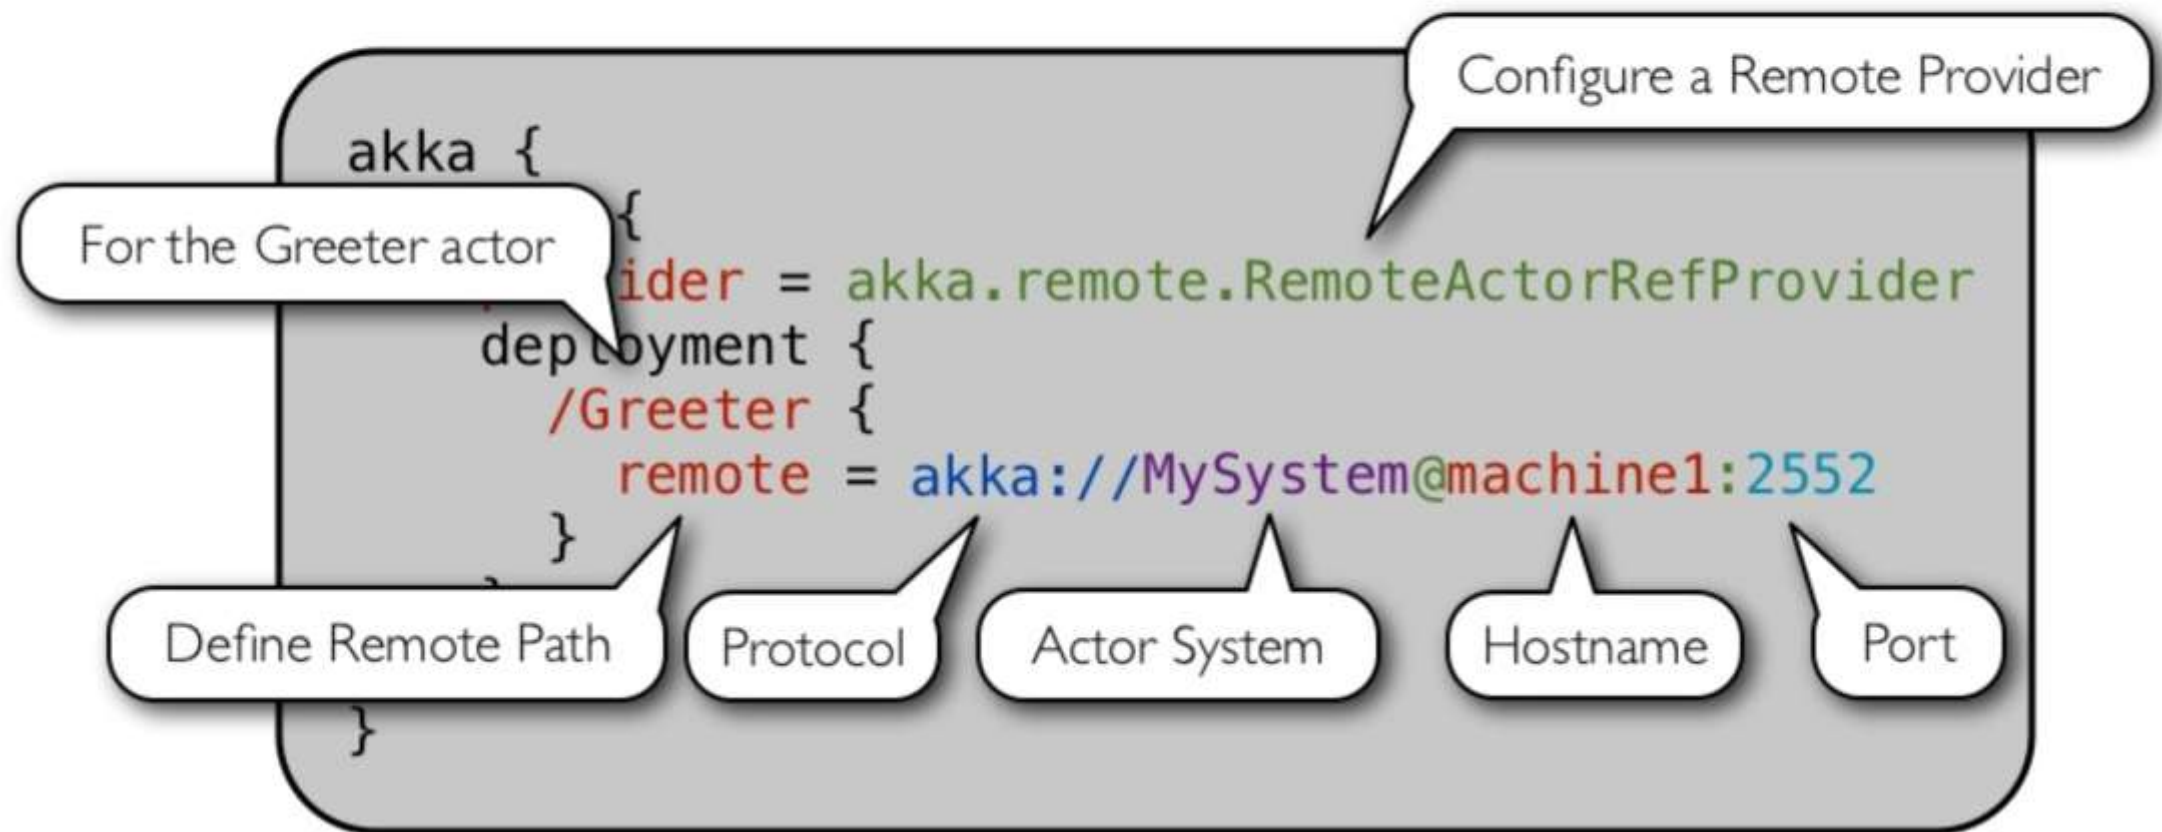 Configure a Remote Provider
akka {
{
For the Greeter actor
ider = akka.remote.RemoteActorRefProvider
deployment {
/Greeter {
remote = akka://MySystem@machine1:2552
}
Define Remote Path
Protocol
Actor System
Hostname
Port
}